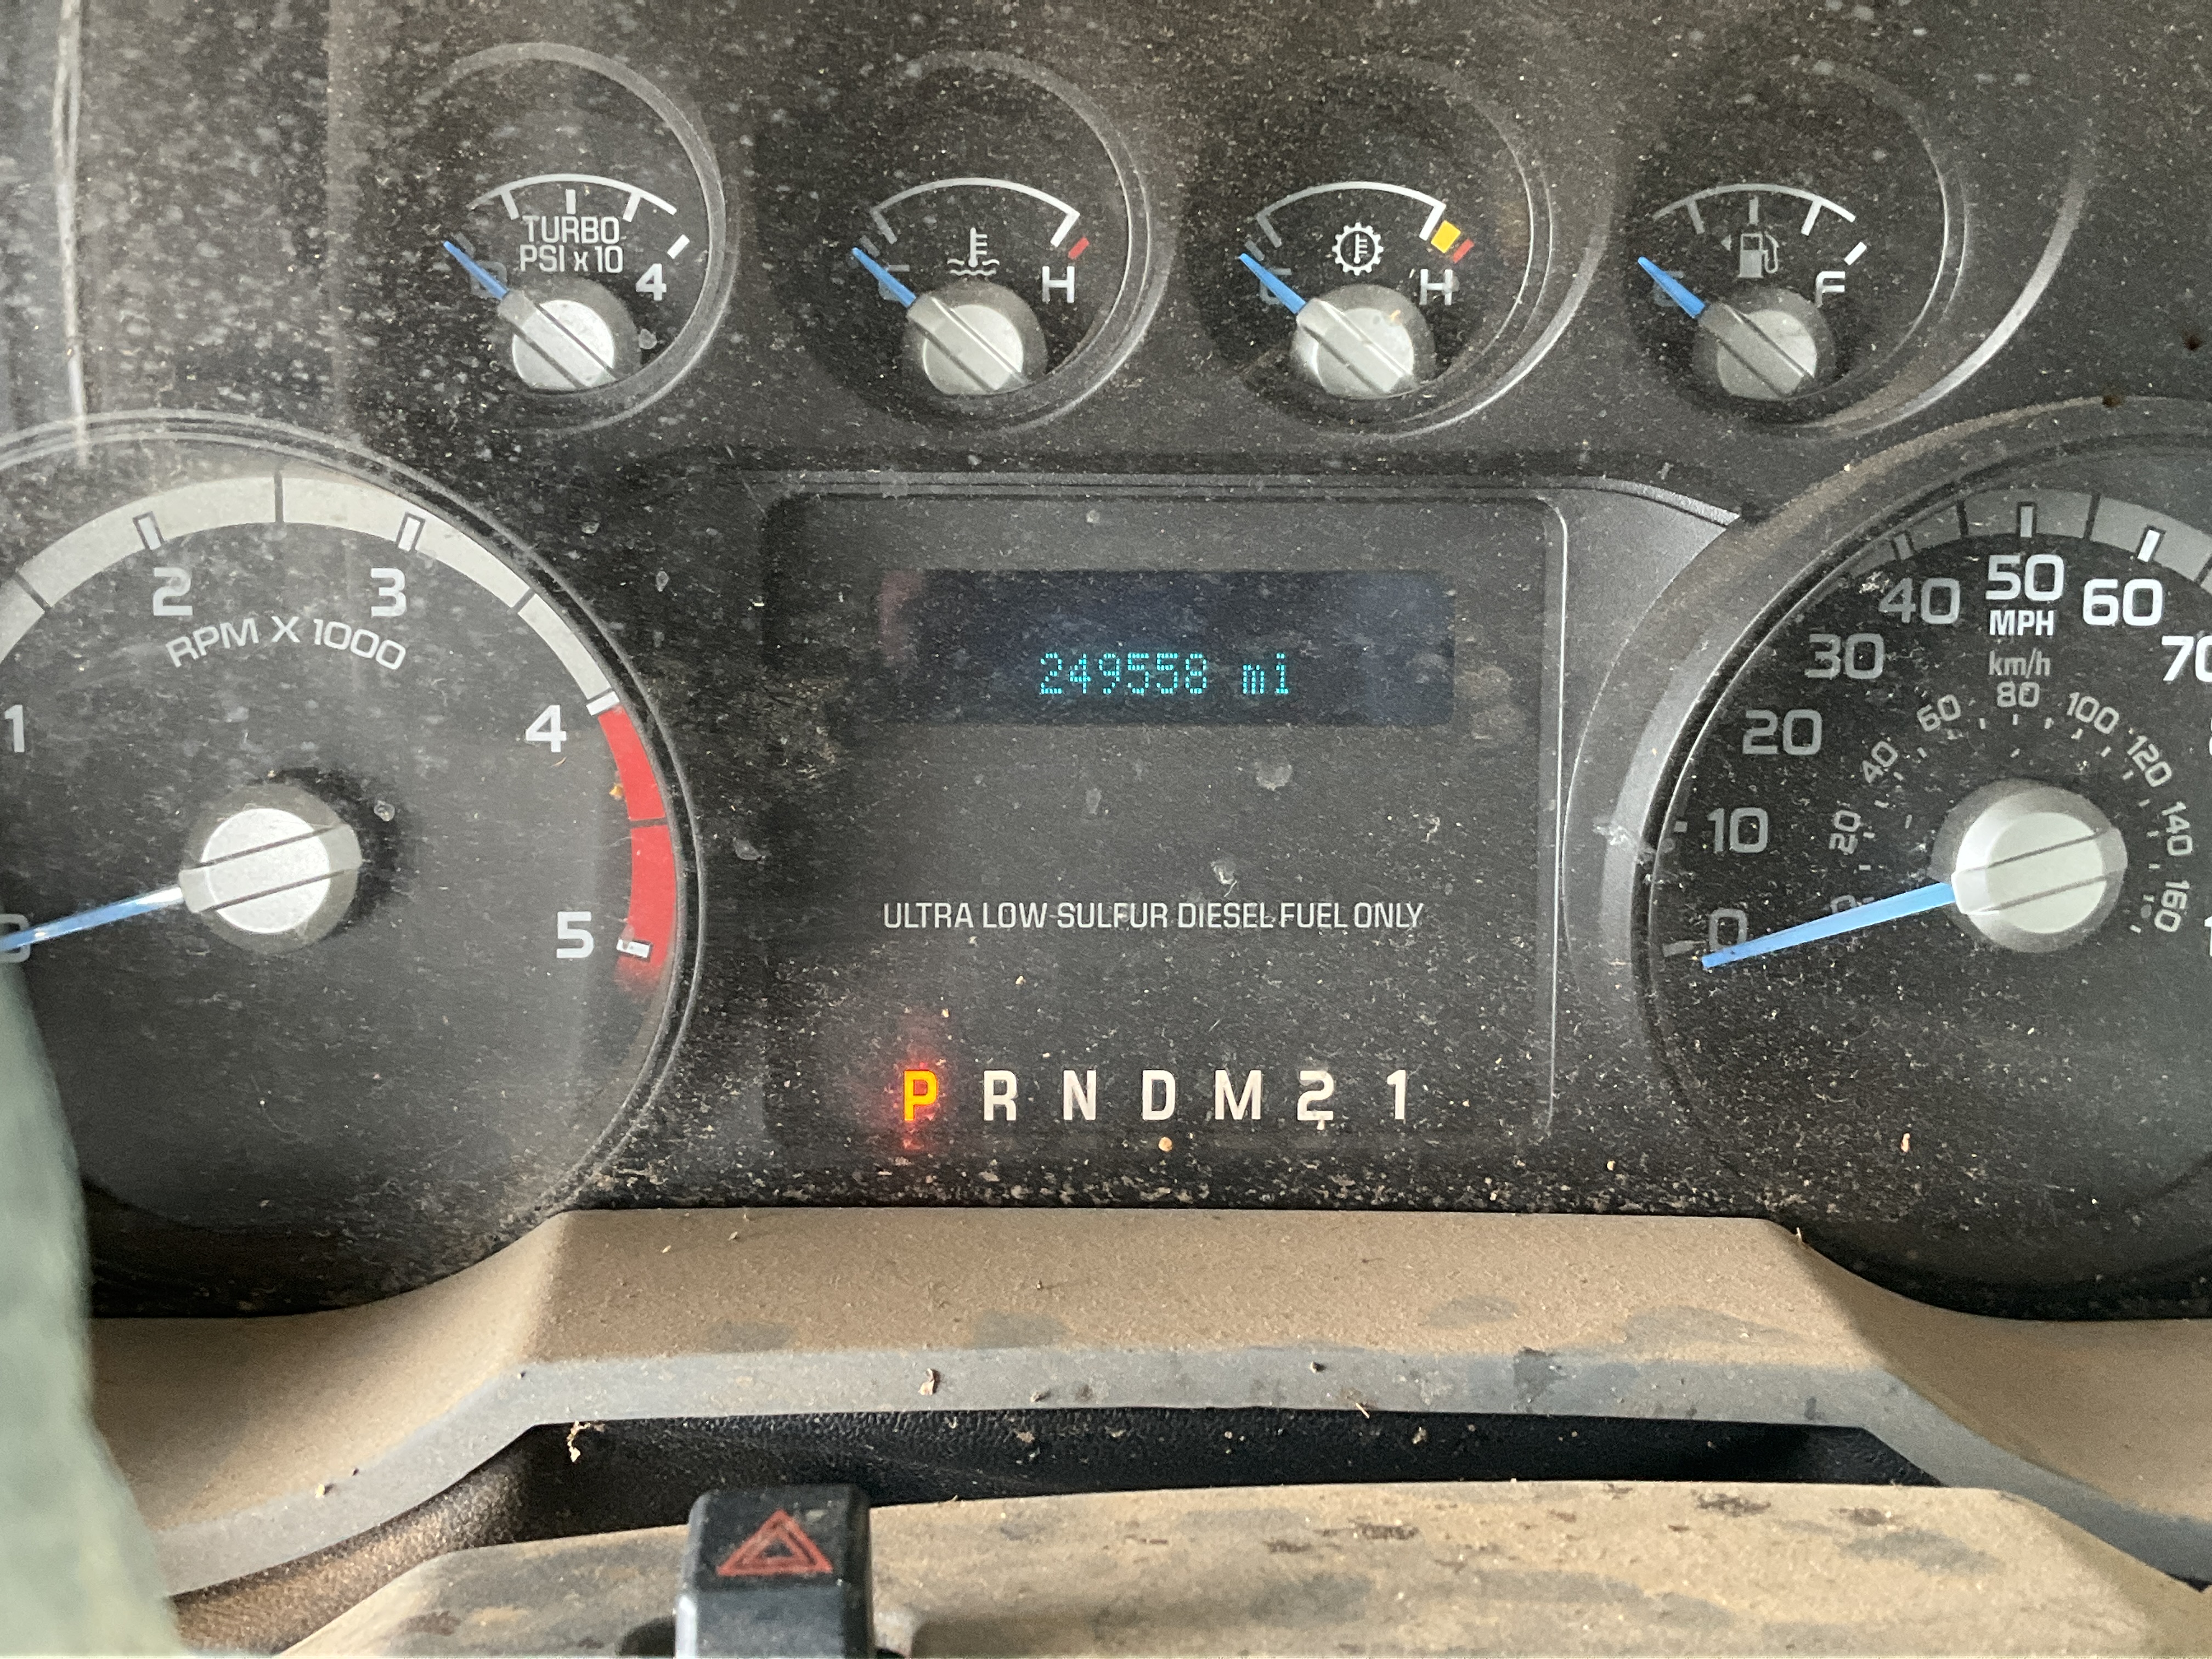 TURBO
PSI x 10
4
H
H
F
1
2
3
4
5
RPM X 1000
249558 mi
ULTRA LOW SULFUR DIESEL FUEL ONLY
P R N D M 2 1
0
10
20
30
40
50
60
MPH
km/h
20
40
60
80
100
120
140
160